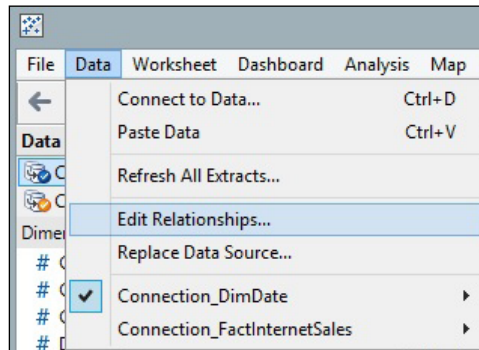 File Data Worksheet Dashboard Analysis Map
Connect to Data... Ctrl+D
Paste Data Ctrl+V
Data
Refresh All Extracts...
Edit Relationships...
Replace Data Source...
Connection_DimDate
Connection_FactInternetSales